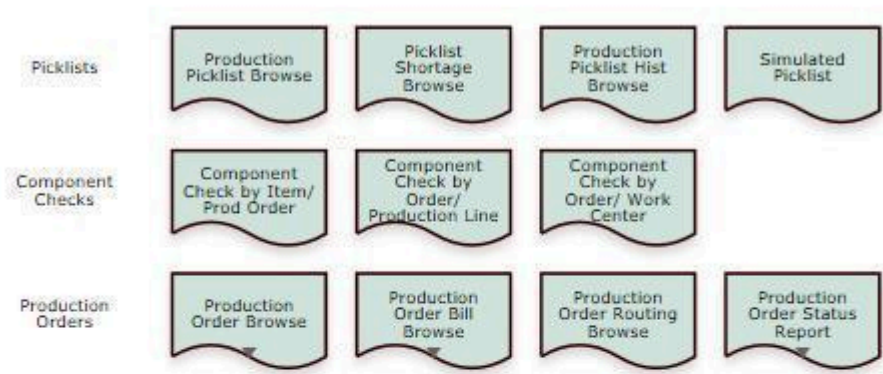 Picklists
Production
Picklist Browse
Picklist
Shortage
Browse
Production
Picklist Hist
Browse
Simulated
Picklist
Component
Checks
Component
Check by Item/
Prod Order
Component
Check by
Order/
Production Line
Component
Check by
Order/ Work
Center
Production
Orders
Production
Order Browse
Production
Order Bill
Browse
Production
Order Routing
Browse
Production
Order Status
Report